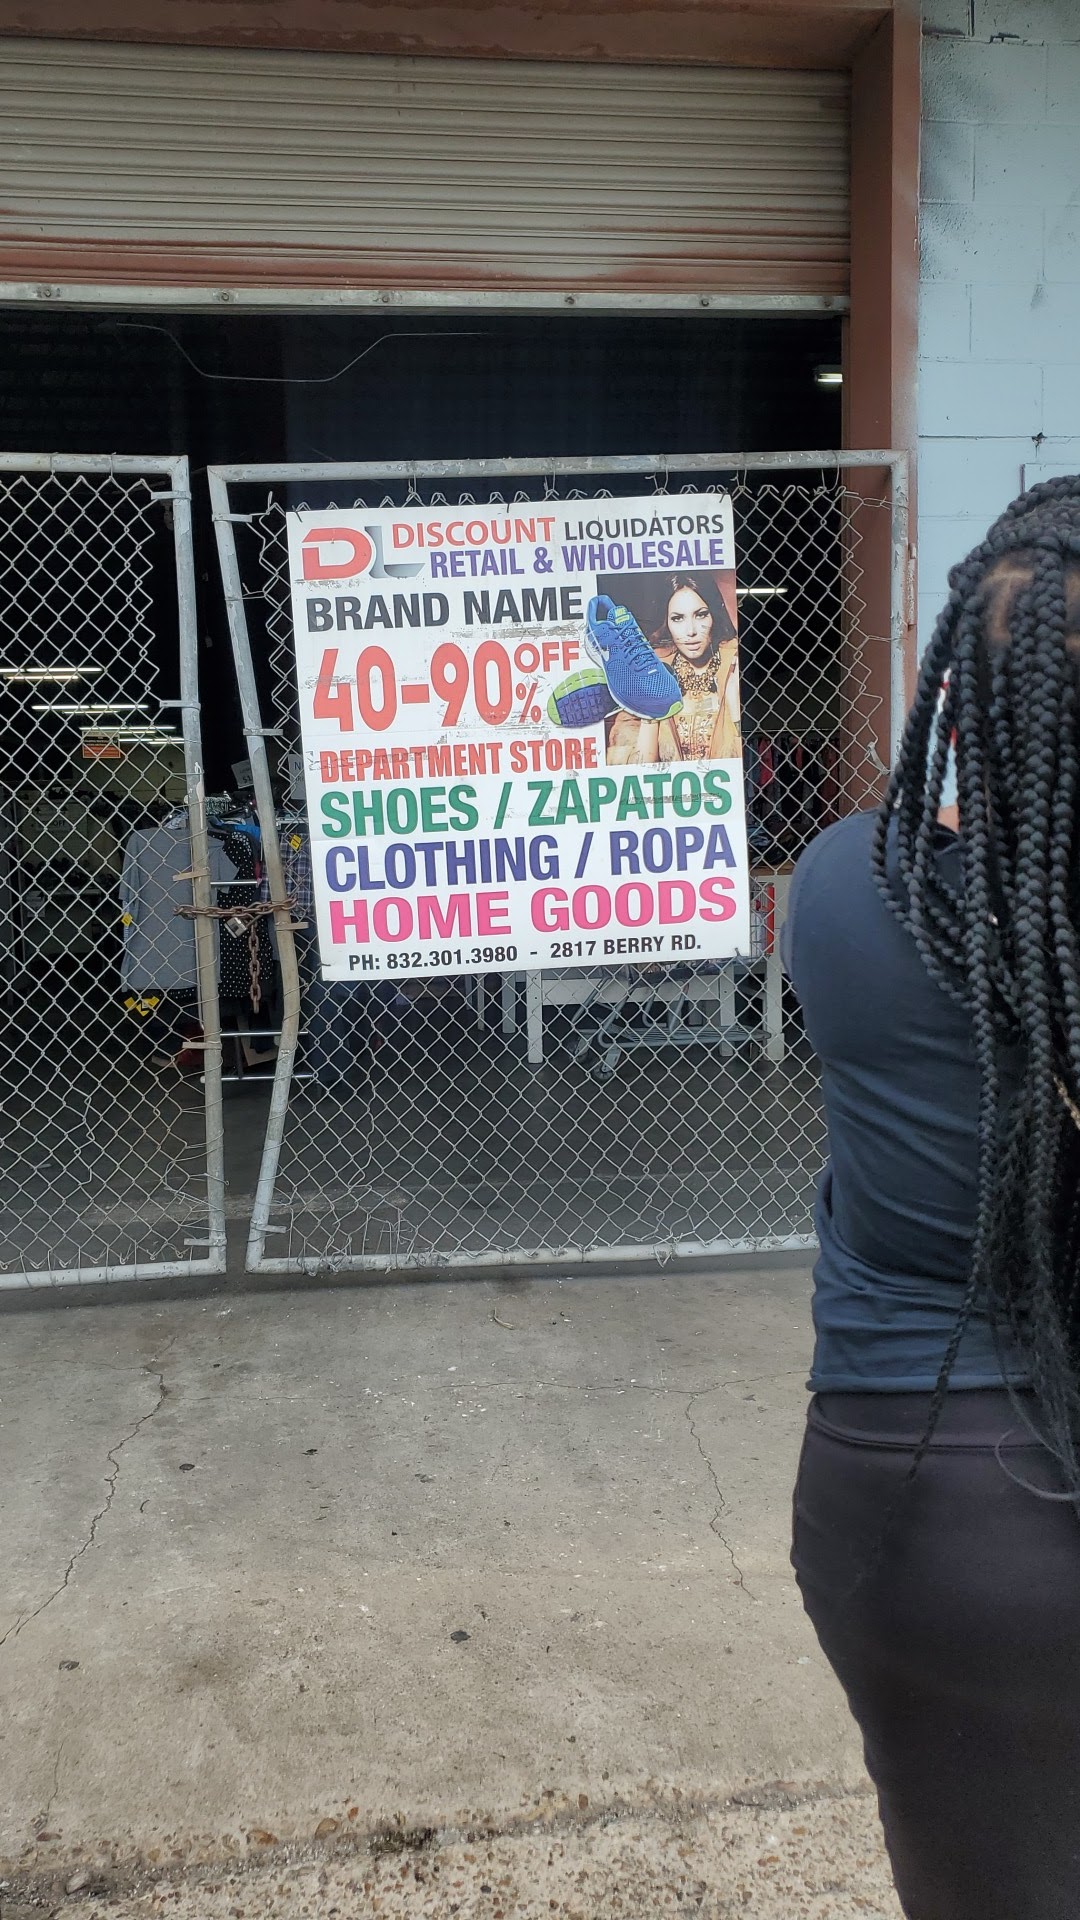 DL DISCOUNT LIQUIDATORS
RETAIL & WHOLESALE
BRAND NAME
40-90% OFF
DEPARTMENT STORE
SHOES / ZAPATOS
CLOTHING / ROPA
HOME GOODS
PH: 832.301.3980 - 2817 BERRY RD.